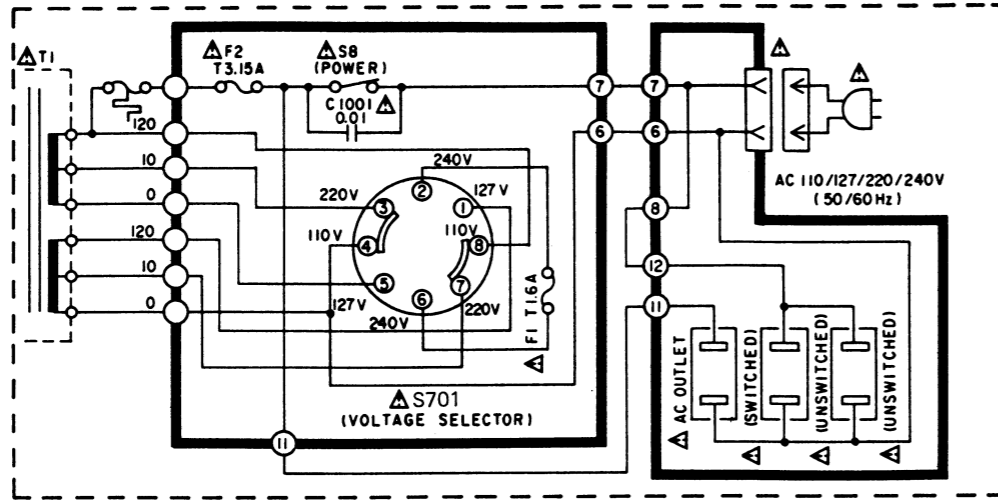 T1
F2
T3.15A
S8
(POWER)
C1001
0.01
7
7
6
6
120
10
0
120
10
0
240V
2
127V
220V
3
1
110V
4
110V
8
5
7
6
127V
220V
240V
F1 T1.6A
S701
(VOLTAGE SELECTOR)
11
AC 110/127/220/240V
(50/60Hz)
8
12
11
AC OUTLET
(SWITCHED)
(UNSWITCHED)
(UNSWITCHED)